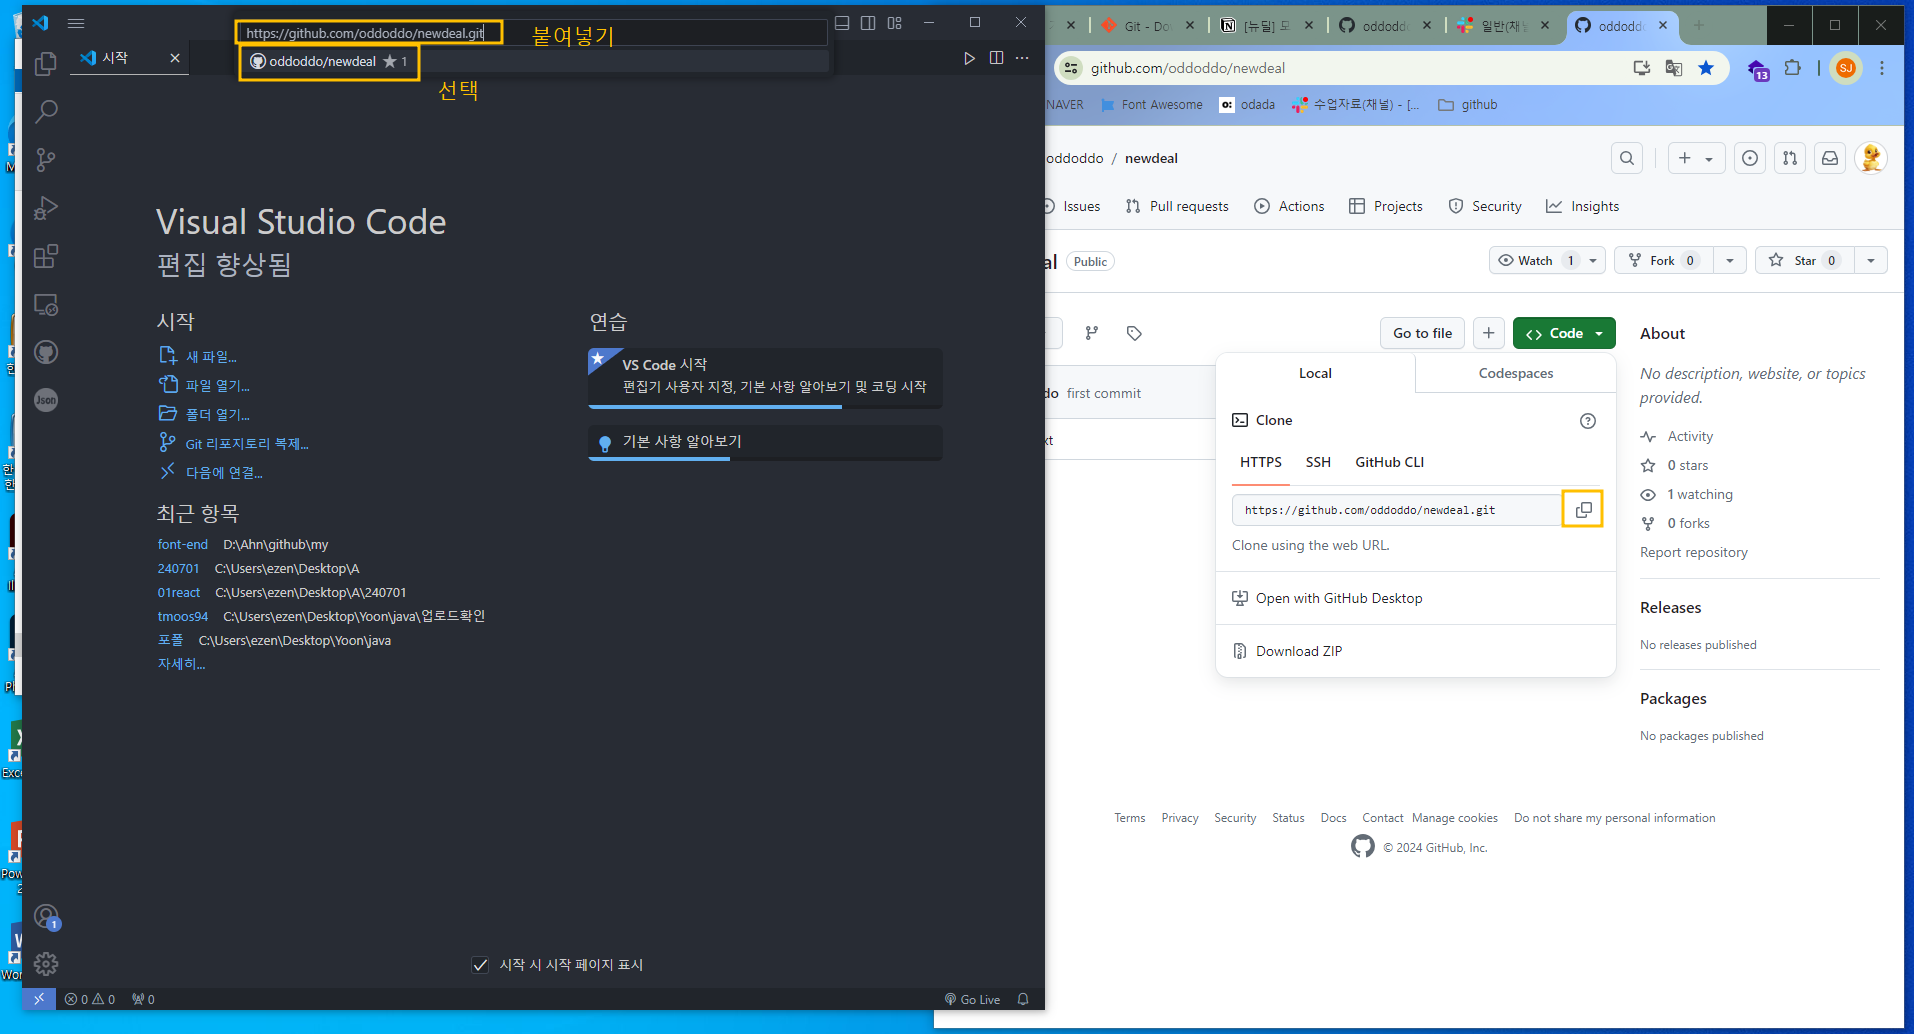 https://github.com/oddoddo/newdeal.git
붙여넣기
oddoddo/newdeal ★ 1
선택
시작
Visual Studio Code
편집 향상됨
시작
새 파일...
파일 열기...
폴더 열기...
Git 리포지토리 복제...
다음에 연결...
최근 항목
font-end D:\Ahn\github\my
240701 C:\Users\ezen\Desktop\A
01react C:\Users\ezen\Desktop\A\240701
tmoos94 C:\Users\ezen\Desktop\Yoon\java\업로드확인
포폴 C:\Users\ezen\Desktop\Yoon\java
자세히...
연습
VS Code 시작
편집기 사용자 지정, 기본 사항 알아보기 및 코딩 시작
기본 사항 알아보기
시작 시 시작 페이지 표시
Json
1
0 0 0
Go Live
Git - Do
[뉴딜] 모
oddodd
일반(채널
oddodd
github.com/oddoddo/newdeal
13
SJ
NAVER
Font Awesome
odada
수업자료(채널) - [...
github
oddoddo / newdeal
Issues
Pull requests
Actions
Projects
Security
Insights
al Public
Watch 1
Fork 0
Star 0
Go to file
Code
do first commit
xt
Local
Codespaces
Clone
HTTPS
SSH
GitHub CLI
https://github.com/oddoddo/newdeal.git
Clone using the web URL.
Open with GitHub Desktop
Download ZIP
About
No description, website, or topics
provided.
Activity
0 stars
1 watching
0 forks
Report repository
Releases
No releases published
Packages
No packages published
Terms Privacy Security Status Docs Contact Manage cookies Do not share my personal information
© 2024 GitHub, Inc.